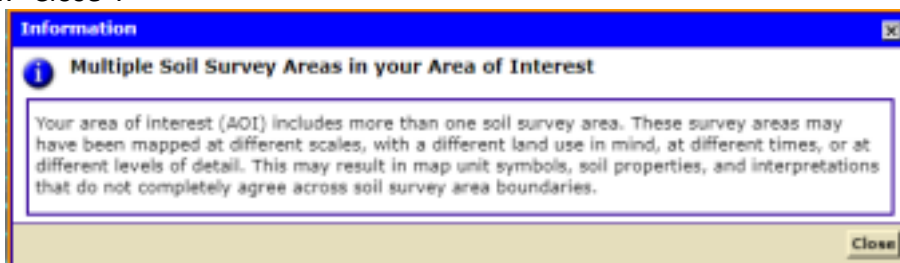 Information
Multiple Soil Survey Areas in your Area of Interest
Your area of interest (AOI) includes more than one soil survey area. These survey areas may
have been mapped at different scales, with a different land use in mind, at different times, or at
different levels of detail. This may result in map unit symbols, soil properties, and interpretations
that do not completely agree across soil survey area boundaries.
Close